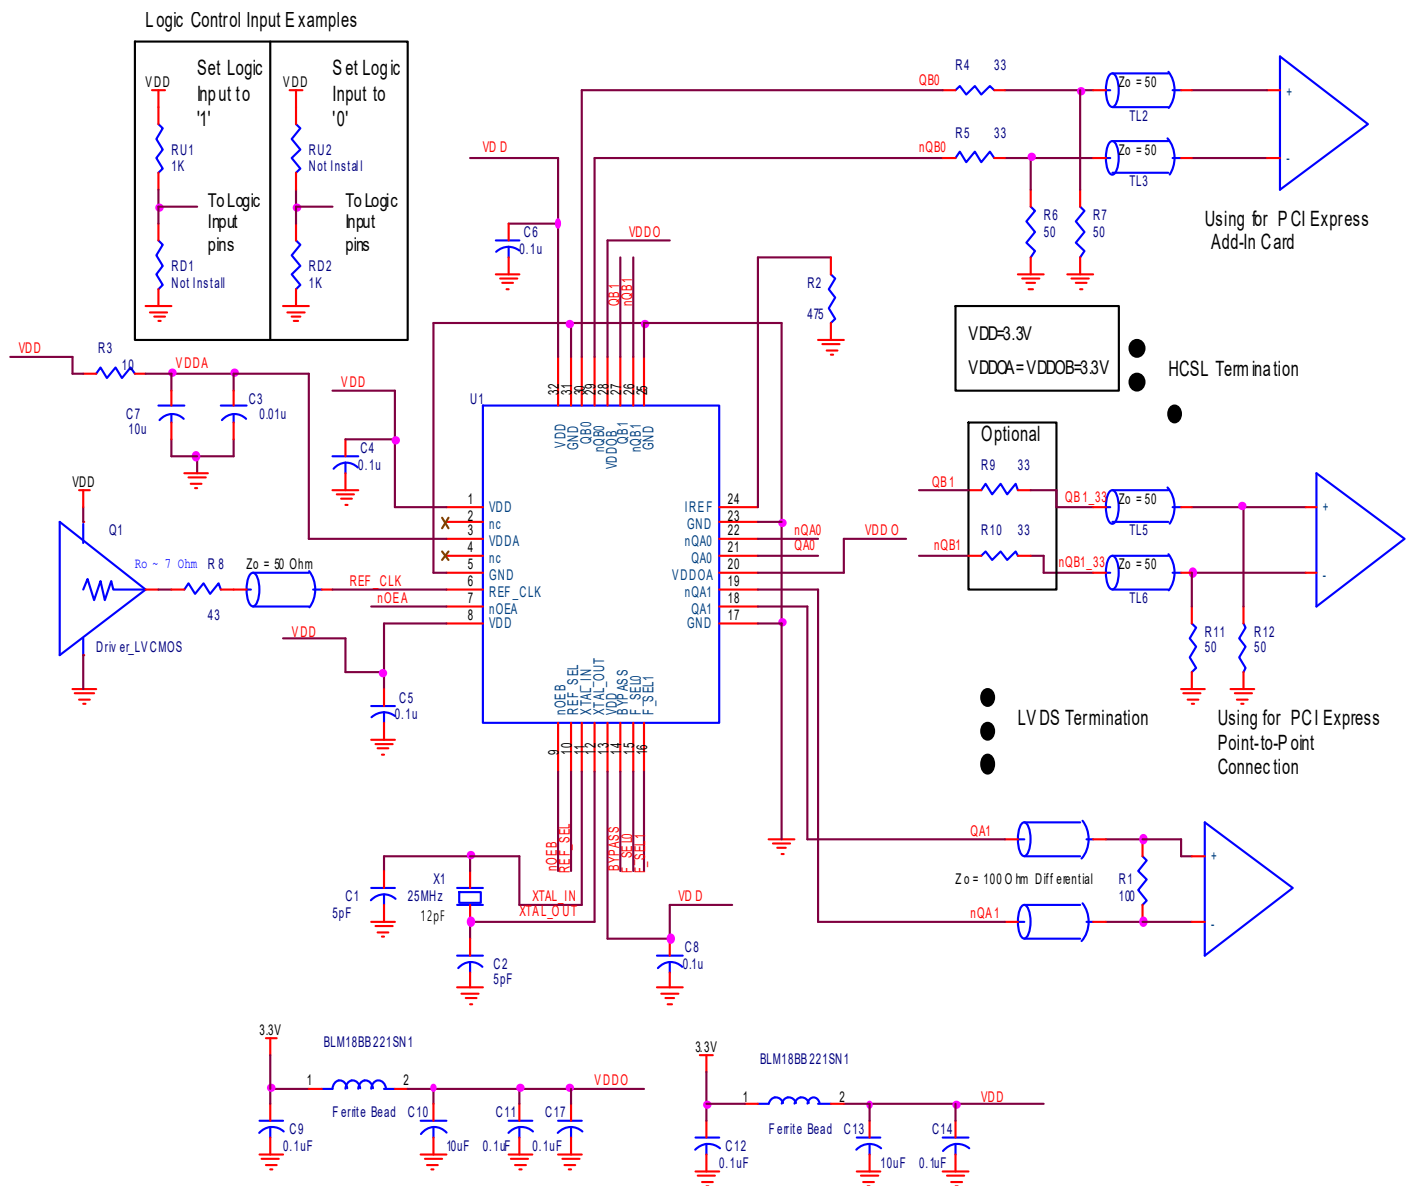 Logic Control Input Examples
Set Logic
Input to
'1'
VDD
RU1
1K
To Logic
Input
pins
RD1
Not Install
Set Logic
Input to
'0'
VDD
RU2
Not Install
To Logic
Input
pins
RD2
1K
QB0
R4 33
Zo = 50
TL2
+
nQB0
R5 33
Zo = 50
TL3
-
R6
50
R7
50
Using for PCI Express
Add-In Card
VDD
C6
0.1u
VDDO
QB1
nQB1
R2
475
VDD=3.3V
VDDOA=VDDOB=3.3V
HCSL Termination
VDD
R3
10
VDDA
C7
10u
C3
0.01u
VDD
C4
0.1u
U1
32
31
30
29
28
27
26
25
VDD
GND
QB0
nQB0
VDDOB
QB1
nQB1
GND
1 VDD
2 nc
3 VDDA
4 nc
5 GND
6 REF_CLK
7 nOEA
8 VDD
IREF 24
GND 23
nQA0 22
QA0 21
VDDOA 20
nQA1 19
QA1 18
GND 17
nQA0
QA0
VDDO
nOEB
REF_SEL
XTAL_IN
XTAL_OUT
VDD
BYPASS
F_SEL0
F_SEL1
9
10
11
12
13
14
15
16
VDD
Q1
Ro ~ 7 Ohm
R8
43
Zo = 50 Ohm
REF_CLK
nOEA
Driver_LVCMOS
VDD
C5
0.1u
Optional
QB1
R9 33
QB1_33
Zo = 50
TL5
+
nQB1
R10 33
nQB1_33
Zo = 50
TL6
-
R11
50
R12
50
LVDS Termination
Using for PCI Express
Point-to-Point
Connection
nOEB
REF_SEL
BYPASS
F_SEL0
F_SEL1
C1
5pF
X1
25MHz
12pF
XTAL_IN
XTAL_OUT
C2
5pF
VDD
C8
0.1u
QA1
Zo = 100 Ohm Differential
R1
100
nQA1
+
-
3.3V
BLM18BB221SN1
1
2
VDDO
Ferrite Bead
C9
0.1uF
C10
10uF
C11
0.1uF
C17
0.1uF
3.3V
BLM18BB221SN1
1
2
VDD
Ferrite Bead
C12
0.1uF
C13
10uF
C14
0.1uF